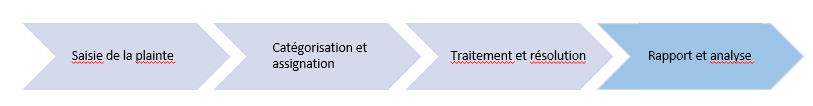 Saisie de la plainte
Catégorisation et
assignation
Traitement et résolution
Rapport et analyse